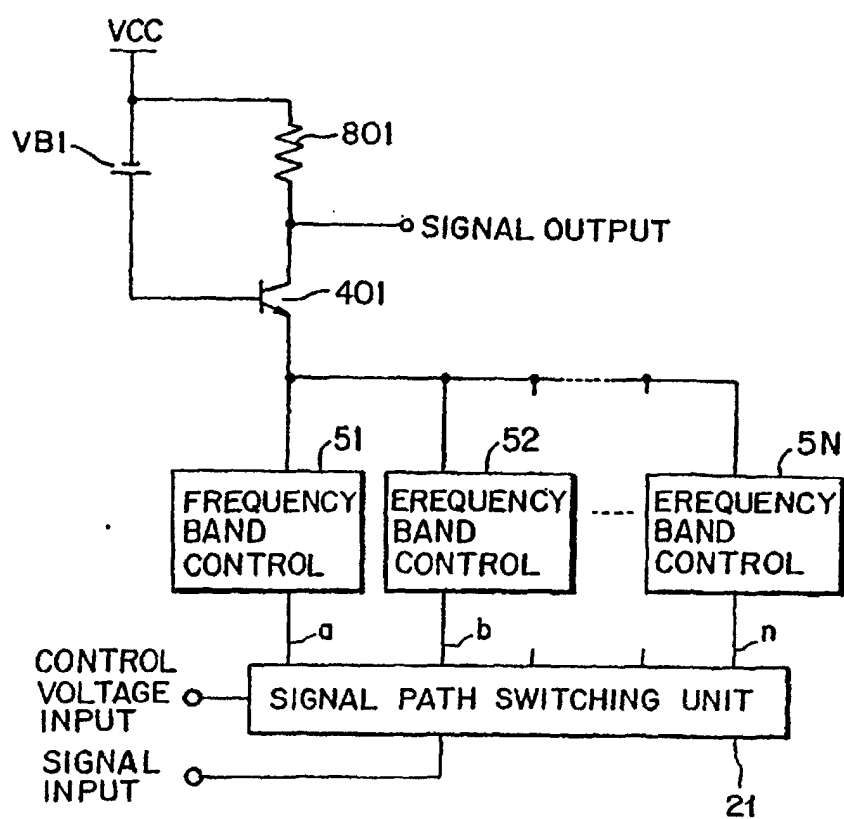 VCC
VB1
801
SIGNAL OUTPUT
401
51
52
5N
FREQUENCY
BAND
CONTROL
EREQUENCY
BAND
CONTROL
EREQUENCY
BAND
CONTROL
a
b
n
CONTROL
VOLTAGE
INPUT
SIGNAL PATH SWITCHING UNIT
SIGNAL
INPUT
21